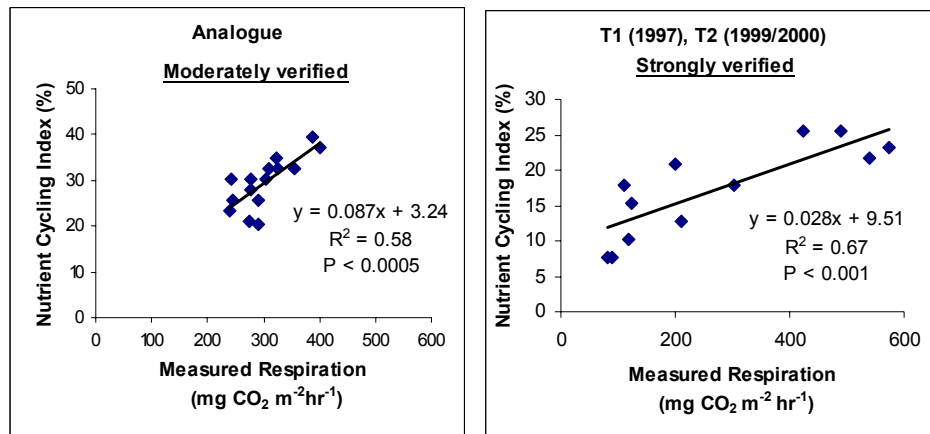 Analogue
Moderately verified
Nutrient Cycling Index (%)
50
40
30
20
10
0
y = 0.087x + 3.24
R² = 0.58
P < 0.0005
0 100 200 300 400 500 600
Measured Respiration
(mg CO₂ m⁻²hr⁻¹)
T1 (1997), T2 (1999/2000)
Strongly verified
Nutrient Cycling Index (%)
30
25
20
15
10
5
0
y = 0.028x + 9.51
R² = 0.67
P < 0.001
0 200 400 600
Measured Respiration
(mg CO₂ m⁻² hr⁻¹)